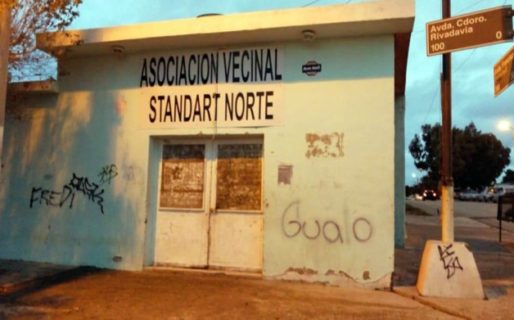 ASOCIACION VECINAL
STANDART NORTE
Avda. Cdoro.
Rivadavia
100 0
FREDI
Gualo